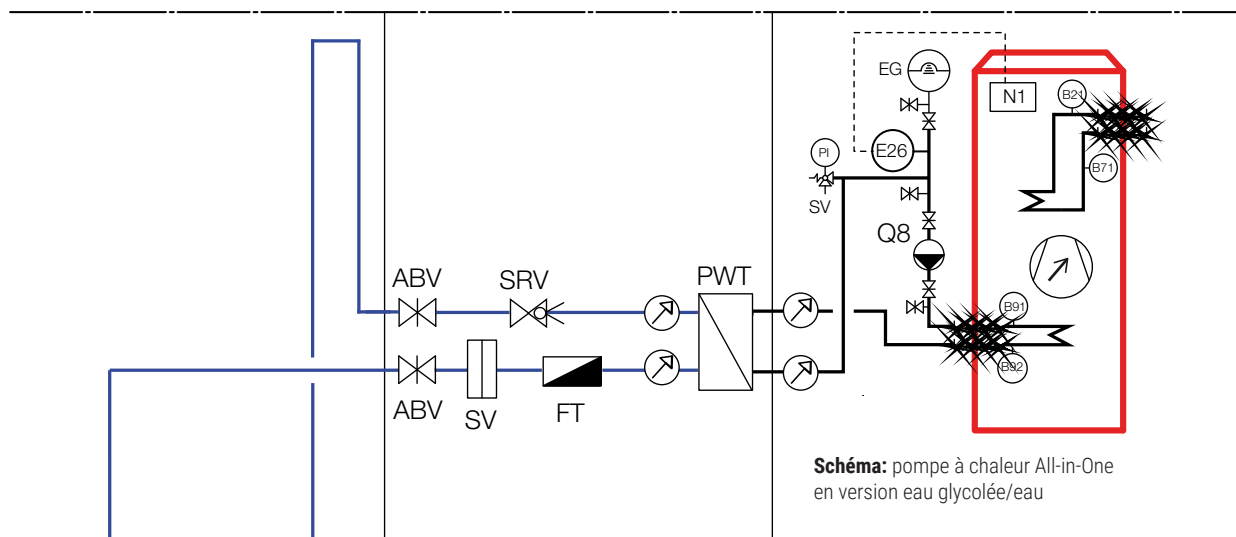 EG
N1
B21
E26
PI
B71
SV
Q8
ABV
SRV
PWT
B91
B92
ABV
SV
FT
Schéma: pompe à chaleur All-in-One
en version eau glycolée/eau